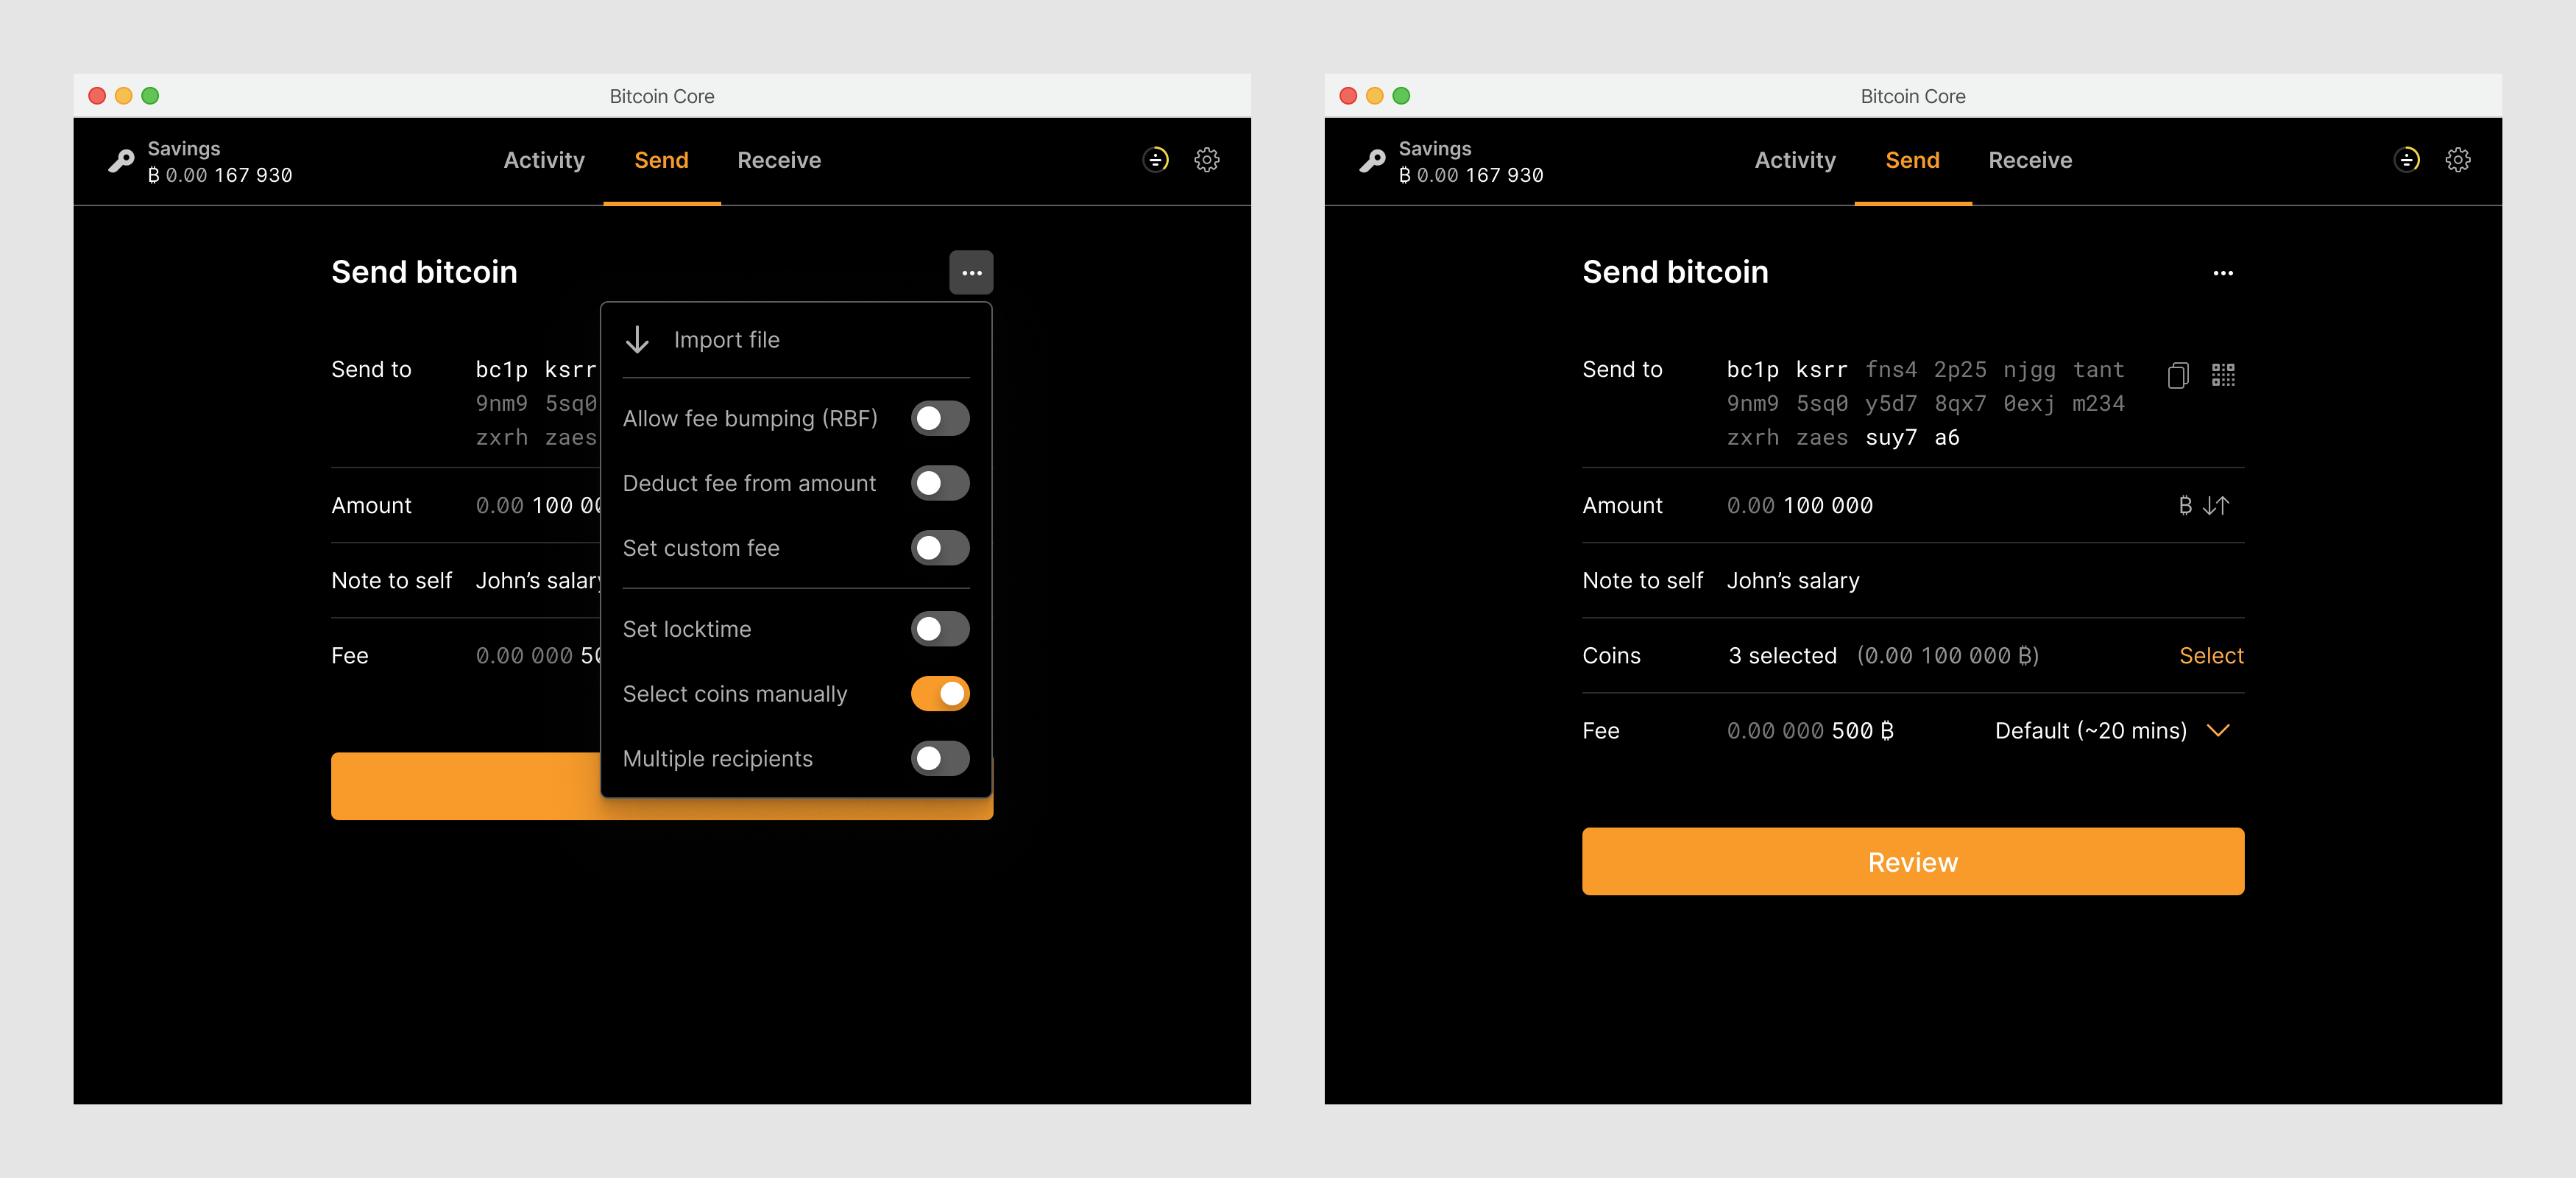 Bitcoin Core
Savings
₿ 0.00 167 930
Activity
Send
Receive
Send bitcoin
Import file
Allow fee bumping (RBF)
Deduct fee from amount
Set custom fee
Set locktime
Select coins manually
Multiple recipients
Send to
bc1p ksrr
9nm9 5sq0
zxrh zaes
Amount
0.00 100 00
Note to self
John’s salary
Fee
0.00 000 50
Bitcoin Core
Savings
₿ 0.00 167 930
Activity
Send
Receive
Send bitcoin
Send to
bc1p ksrr fns4 2p25 njgg tant
9nm9 5sq0 y5d7 8qx7 0exj m234
zxrh zaes suy7 a6
Amount
0.00 100 000
₿
Note to self
John’s salary
Coins
3 selected (0.00 100 000 ₿)
Select
Fee
0.00 000 500 ₿
Default (~20 mins)
Review